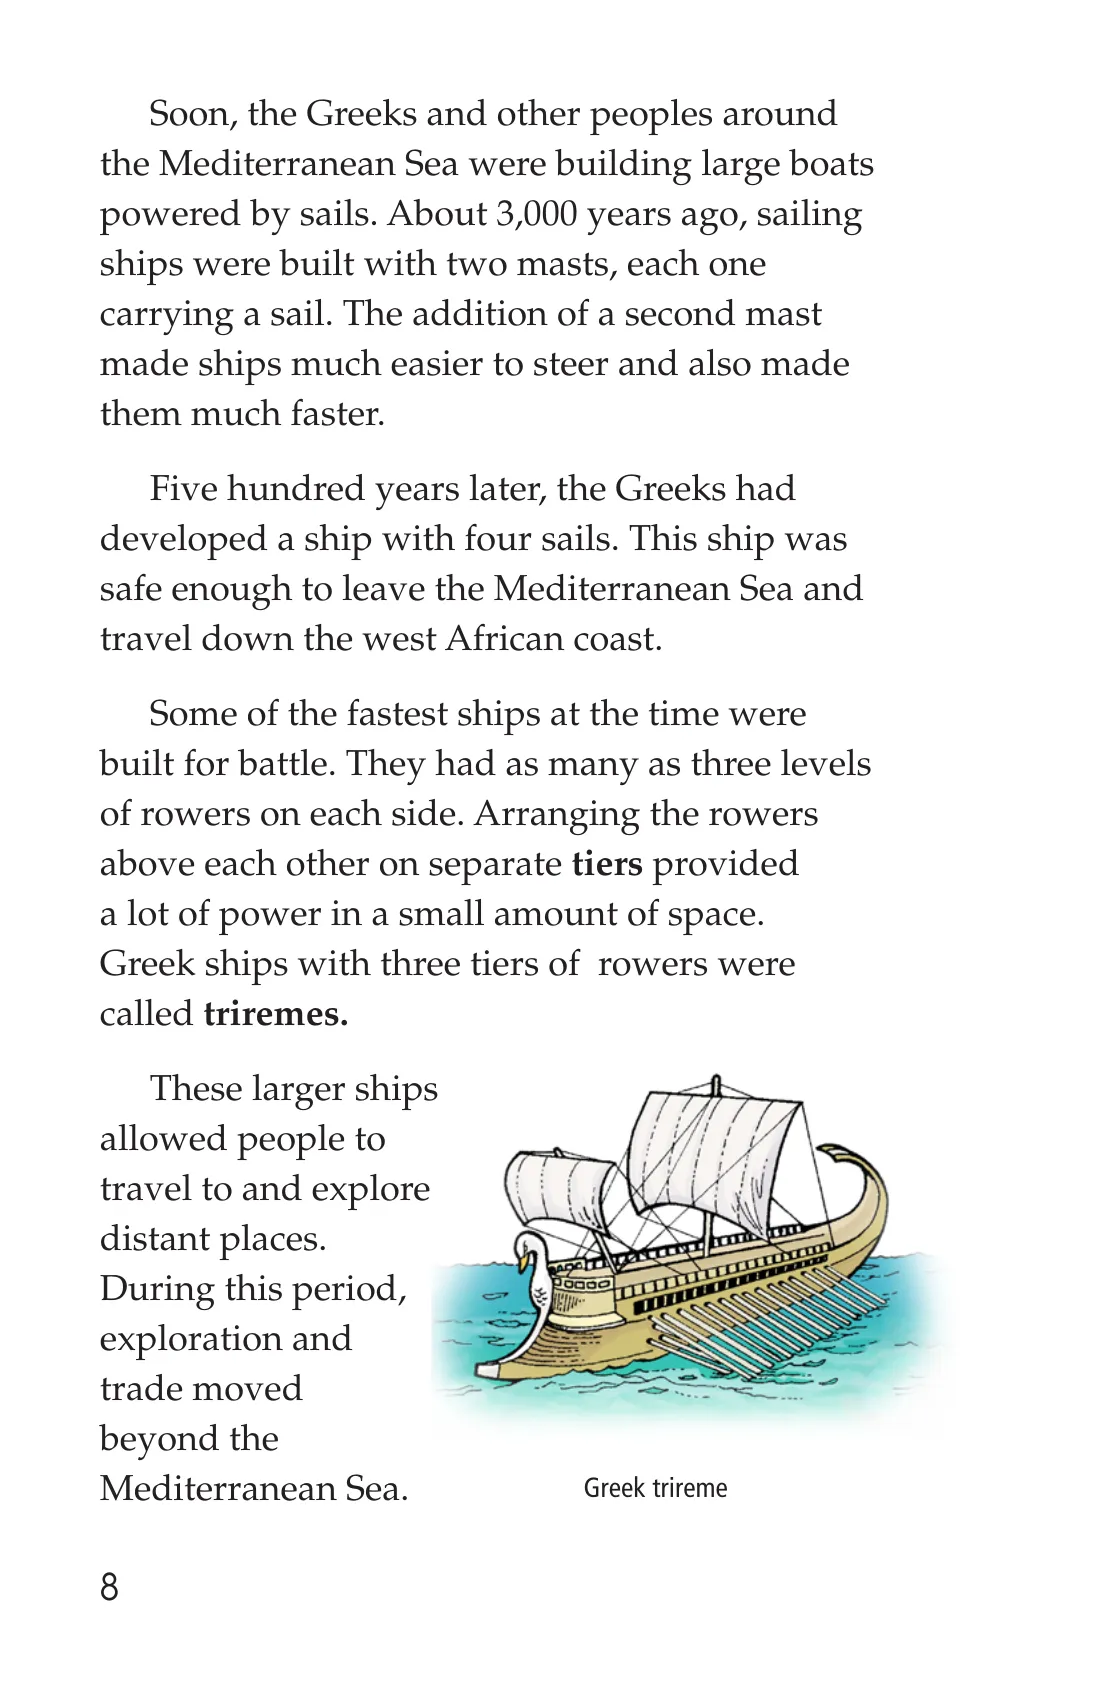 Soon, the Greeks and other peoples around
the Mediterranean Sea were building large boats
powered by sails. About 3,000 years ago, sailing
ships were built with two masts, each one
carrying a sail. The addition of a second mast
made ships much easier to steer and also made
them much faster.
Five hundred years later, the Greeks had
developed a ship with four sails. This ship was
safe enough to leave the Mediterranean Sea and
travel down the west African coast.
Some of the fastest ships at the time were
built for battle. They had as many as three levels
of rowers on each side. Arranging the rowers
above each other on separate tiers provided
a lot of power in a small amount of space.
Greek ships with three tiers of  rowers were
called triremes.
These larger ships
allowed people to
travel to and explore
distant places.
During this period,
exploration and
trade moved
beyond the
Mediterranean Sea.
Greek trireme
8